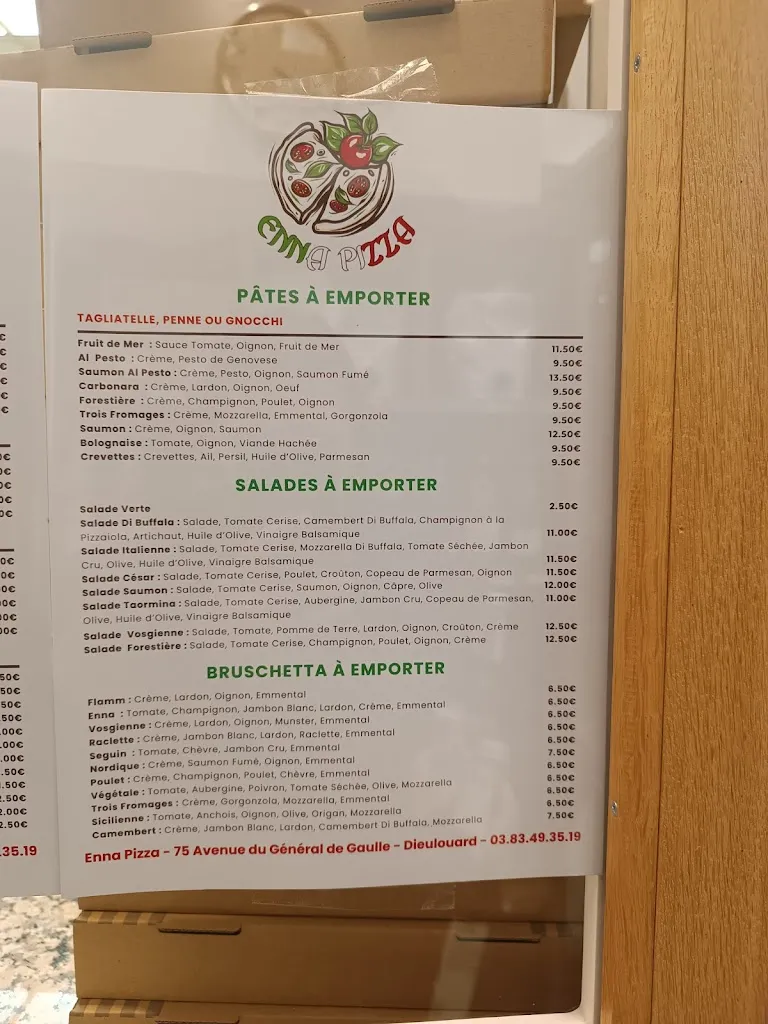 ENNA PIZZA
PÂTES À EMPORTER
TAGLIATELLE, PENNE OU GNOCCHI
Fruit de Mer : Sauce Tomate, Oignon, Fruit de Mer 11.50€
Al Pesto : Crème, Pesto de Genovese 9.50€
Saumon Al Pesto : Crème, Pesto, Oignon, Saumon Fumé 13.50€
Carbonara : Crème, Lardon, Oignon, Oeuf 9.50€
Forestière : Crème, Champignon, Poulet, Oignon 9.50€
Trois Fromages : Crème, Mozzarella, Emmental, Gorgonzola 9.50€
Saumon : Crème, Oignon, Saumon 12.50€
Bolognaise : Tomate, Oignon, Viande Hachée 9.50€
Crevettes : Crevettes, Ail, Persil, Huile d'Olive, Parmesan 9.50€
SALADES À EMPORTER
Salade Verte 2.50€
Salade Di Buffala : Salade, Tomate Cerise, Camembert Di Buffala, Champignon à la
Pizzaiola, Artichaut, Huile d'Olive, Vinaigre Balsamique 11.00€
Salade Italienne : Salade, Tomate Cerise, Mozzarella Di Buffala, Tomate Séchée, Jambon
Cru, Olive, Huile d'Olive, Vinaigre Balsamique 11.50€
Salade César : Salade, Tomate Cerise, Poulet, Croûton, Copeau de Parmesan, Oignon 11.50€
Salade Saumon : Salade, Tomate Cerise, Saumon, Oignon, Câpre, Olive 12.00€
Salade Taormina : Salade, Tomate Cerise, Aubergine, Jambon Cru, Copeau de Parmesan, 11.00€
Olive, Huile d'Olive, Vinaigre Balsamique
Salade Vosgienne : Salade, Tomate, Pomme de Terre, Lardon, Oignon, Croûton, Crème 12.50€
Salade Forestière : Salade, Tomate Cerise, Champignon, Poulet, Oignon, Crème 12.50€
BRUSCHETTA À EMPORTER
Flamm : Crème, Lardon, Oignon, Emmental 6.50€
Enna : Tomate, Champignon, Jambon Blanc, Lardon, Crème, Emmental 6.50€
Vosgienne : Crème, Lardon, Oignon, Munster, Emmental 6.50€
Raclette : Crème, Jambon Blanc, Lardon, Raclette, Emmental 6.50€
Seguin : Tomate, Chèvre, Jambon Cru, Emmental 6.50€
Nordique : Crème, Saumon Fumé, Oignon, Emmental 7.50€
Poulet : Crème, Champignon, Poulet, Chèvre, Emmental 6.50€
Végétale : Tomate, Aubergine, Poivron, Tomate Séchée, Olive, Mozzarella 6.50€
Trois Fromages : Crème, Gorgonzola, Mozzarella, Emmental 6.50€
Sicilienne : Tomate, Anchois, Oignon, Olive, Origan, Mozzarella 6.50€
Camembert : Crème, Jambon Blanc, Lardon, Camembert Di Buffala, Mozzarella 7.50€
Enna Pizza - 75 Avenue du Général de Gaulle - Dieulouard - 03.83.49.35.19
.35.19